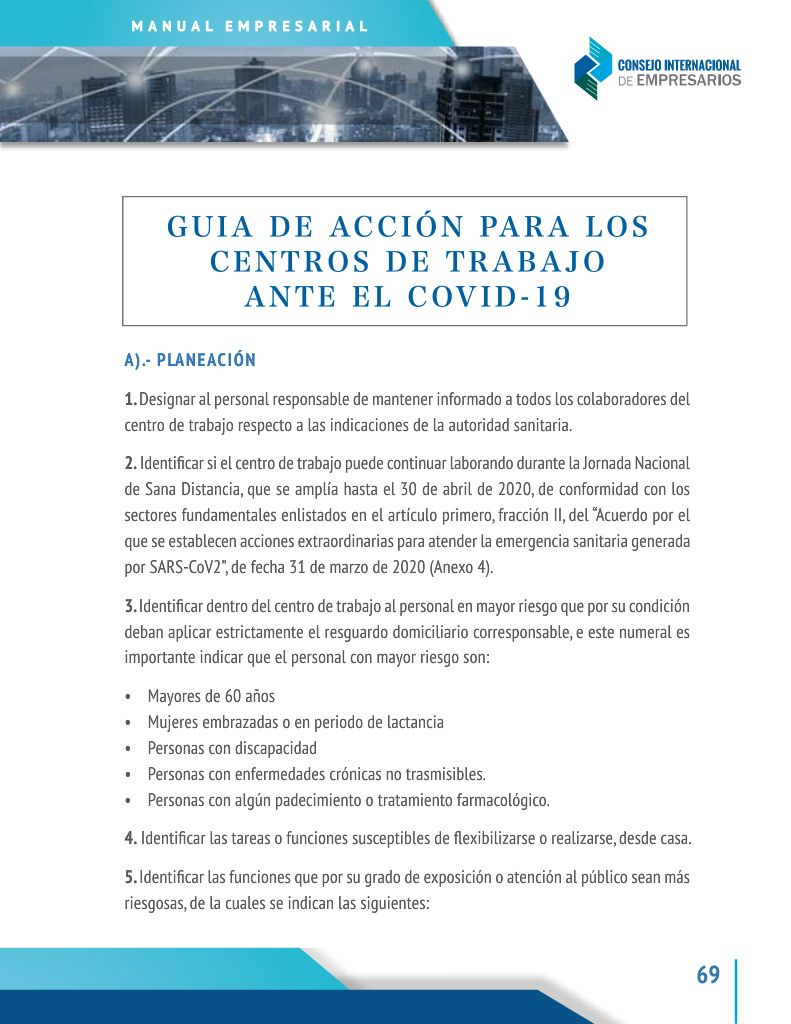 MANUAL EMPRESARIAL
CONSEJO INTERNACIONAL
DE EMPRESARIOS
GUIA DE ACCIÓN PARA LOS
CENTROS DE TRABAJO
ANTE EL COVID-19
A).- PLANEACIÓN
1. Designar al personal responsable de mantener informado a todos los colaboradores del
centro de trabajo respecto a las indicaciones de la autoridad sanitaria.
2. Identificar si el centro de trabajo puede continuar laborando durante la Jornada Nacional
de Sana Distancia, que se amplía hasta el 30 de abril de 2020, de conformidad con los
sectores fundamentales enlistados en el artículo primero, fracción II, del “Acuerdo por el
que se establecen acciones extraordinarias para atender la emergencia sanitaria generada
por SARS-CoV2”, de fecha 31 de marzo de 2020 (Anexo 4).
3. Identificar dentro del centro de trabajo al personal en mayor riesgo que por su condición
deban aplicar estrictamente el resguardo domiciliario corresponsable, e este numeral es
importante indicar que el personal con mayor riesgo son:
• Mayores de 60 años
• Mujeres embrazadas o en periodo de lactancia
• Personas con discapacidad
• Personas con enfermedades crónicas no trasmisibles.
• Personas con algún padecimiento o tratamiento farmacológico.
4. Identificar las tareas o funciones susceptibles de flexibilizarse o realizarse, desde casa.
5. Identificar las funciones que por su grado de exposición o atención al público sean más
riesgosas, de la cuales se indican las siguientes:
69